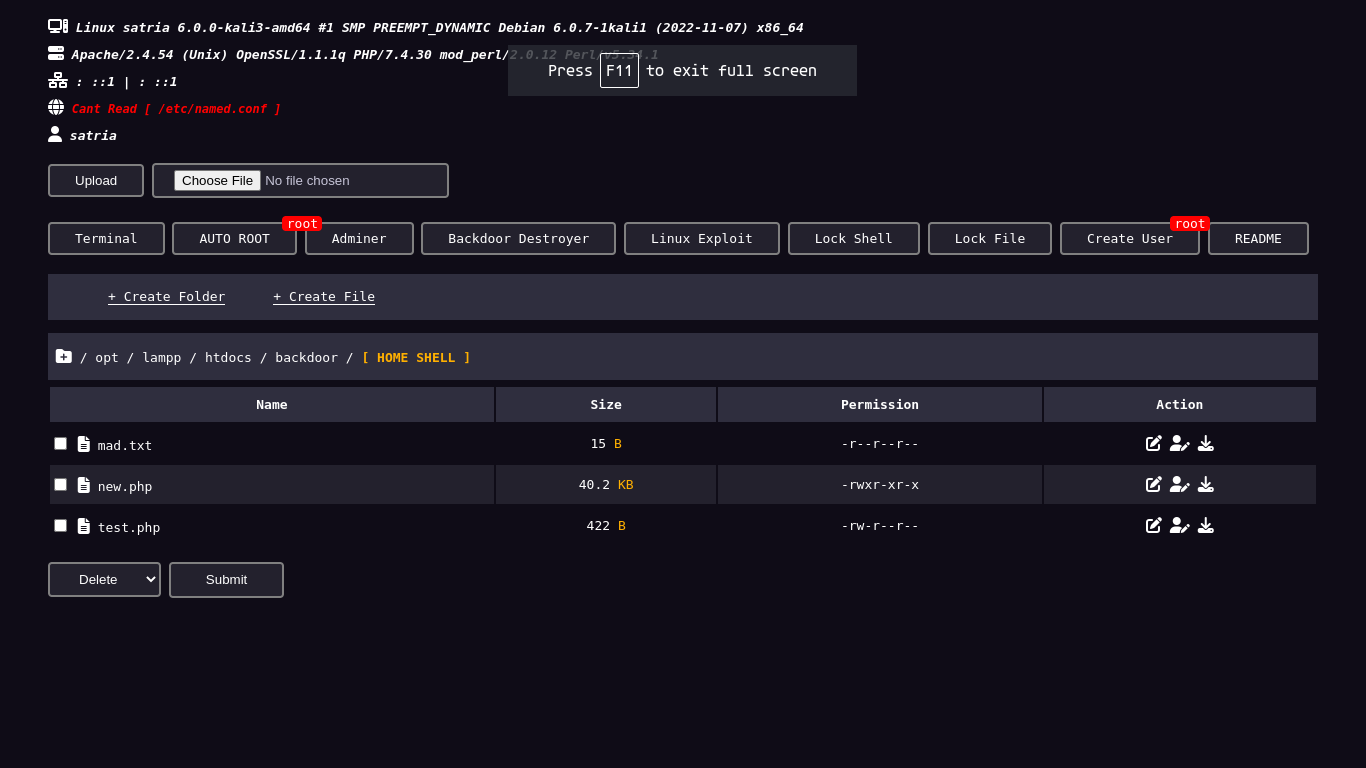 Linux satria 6.0.0-kali3-amd64 #1 SMP PREEMPT_DYNAMIC Debian 6.0.7-1kali1 (2022-11-07) x86_64
Apache/2.4.54 (Unix) OpenSSL/1.1.1q PHP/7.4.30 mod_perl/2.0.12 Perl/v5.34.1
Press F11 to exit full screen
: ::1 | : ::1
Cant Read [ /etc/named.conf ]
satria
Upload Choose File No file chosen
Terminal AUTO ROOT root Adminer Backdoor Destroyer Linux Exploit Lock Shell Lock File Create User root README
+ Create Folder + Create File
/ opt / lampp / htdocs / backdoor / [ HOME SHELL ]
Name Size Permission Action
mad.txt 15 B -r--r--r--
new.php 40.2 KB -rwxr-xr-x
test.php 422 B -rw-r--r--
Delete Submit